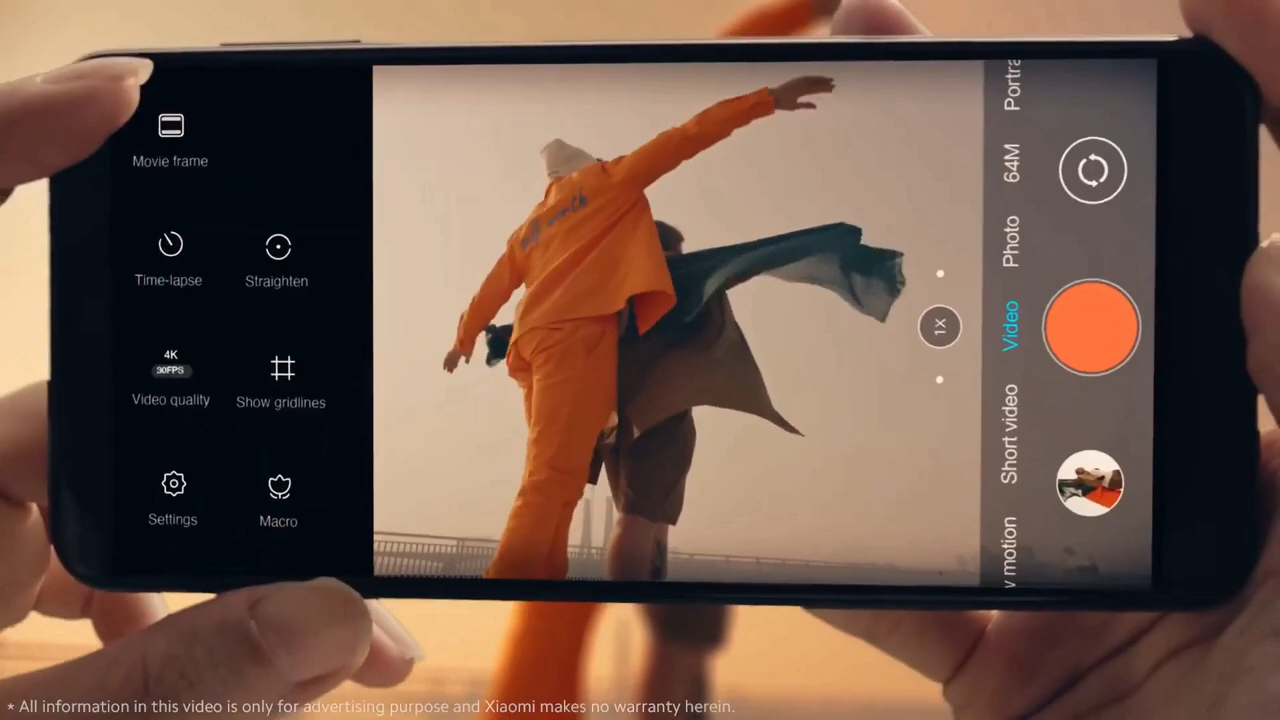 Movie frame
Time-lapse
Straighten
4K
30FPS
Video quality
Show gridlines
Settings
Macro
1X
Portra
64M
Photo
Video
Short video
v motion
* All information in this video is only for advertising purpose and Xiaomi makes no warranty herein.